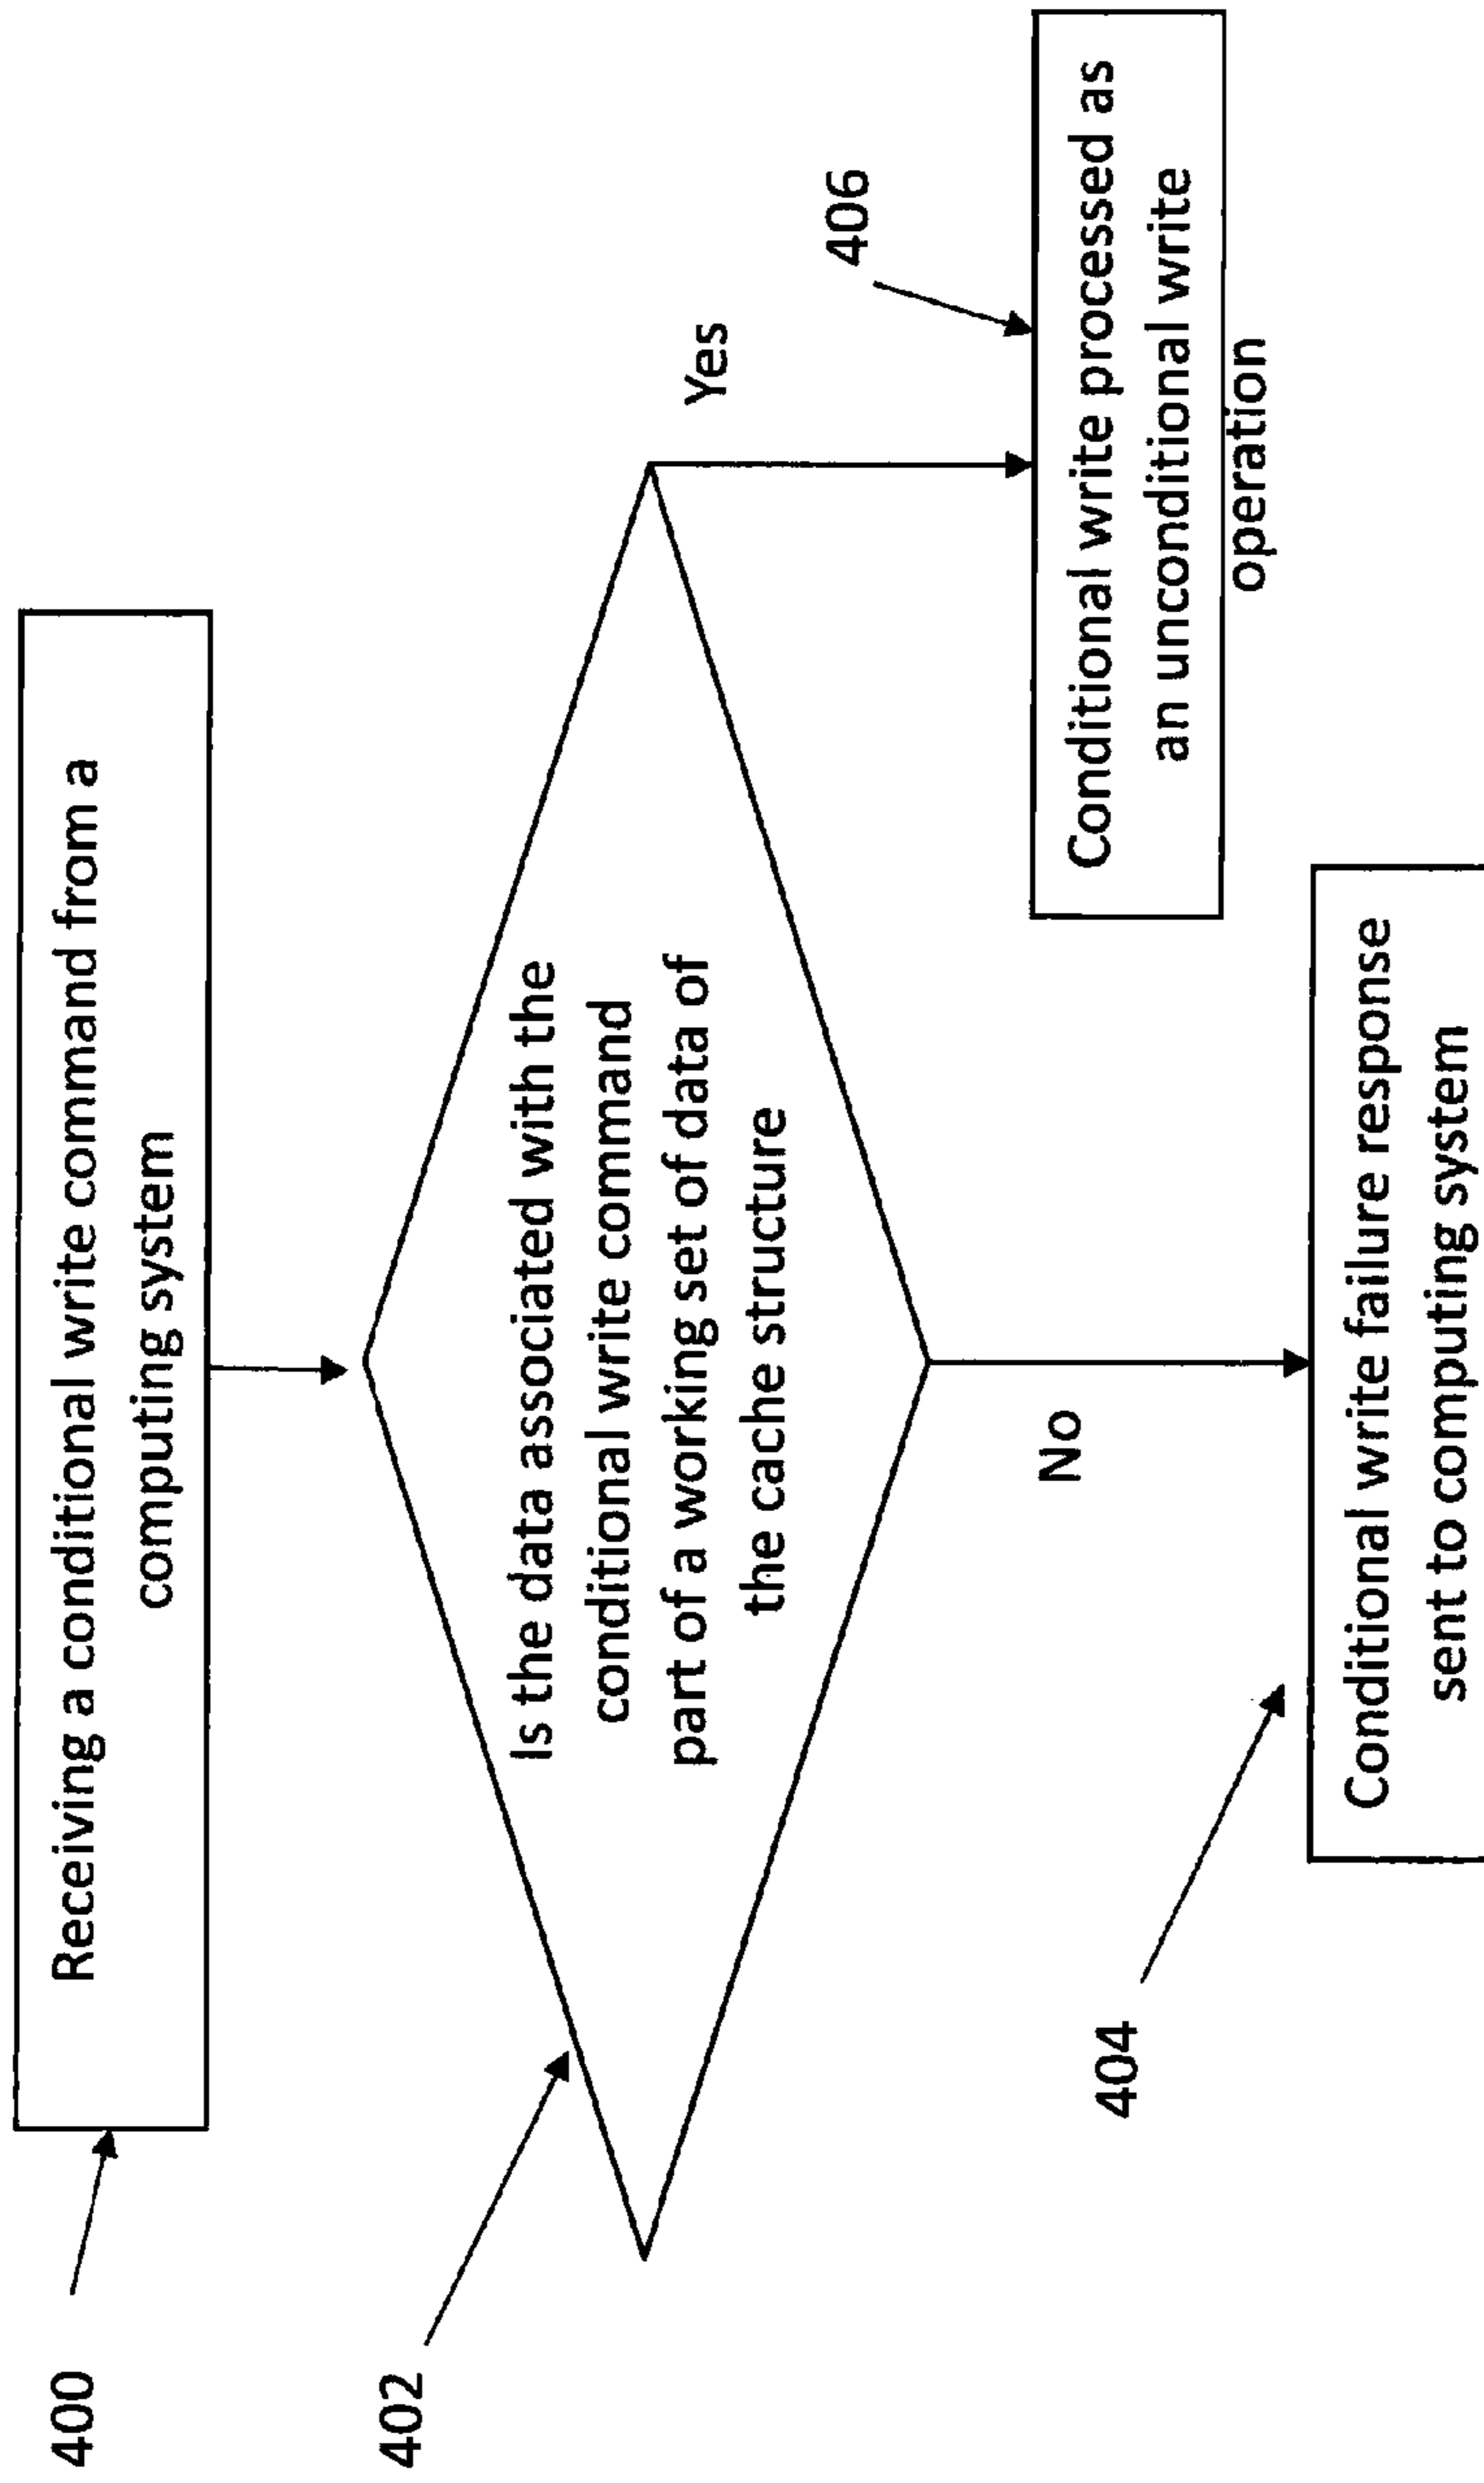 400
Receiving a conditional write command from a
computing system
402
Is the data associated with the
conditional write command
part of a working set of data of
the cache structure
Yes
406
Conditional write processed as
an unconditional write
operation
No
404
Conditional write failure response
sent to computing system